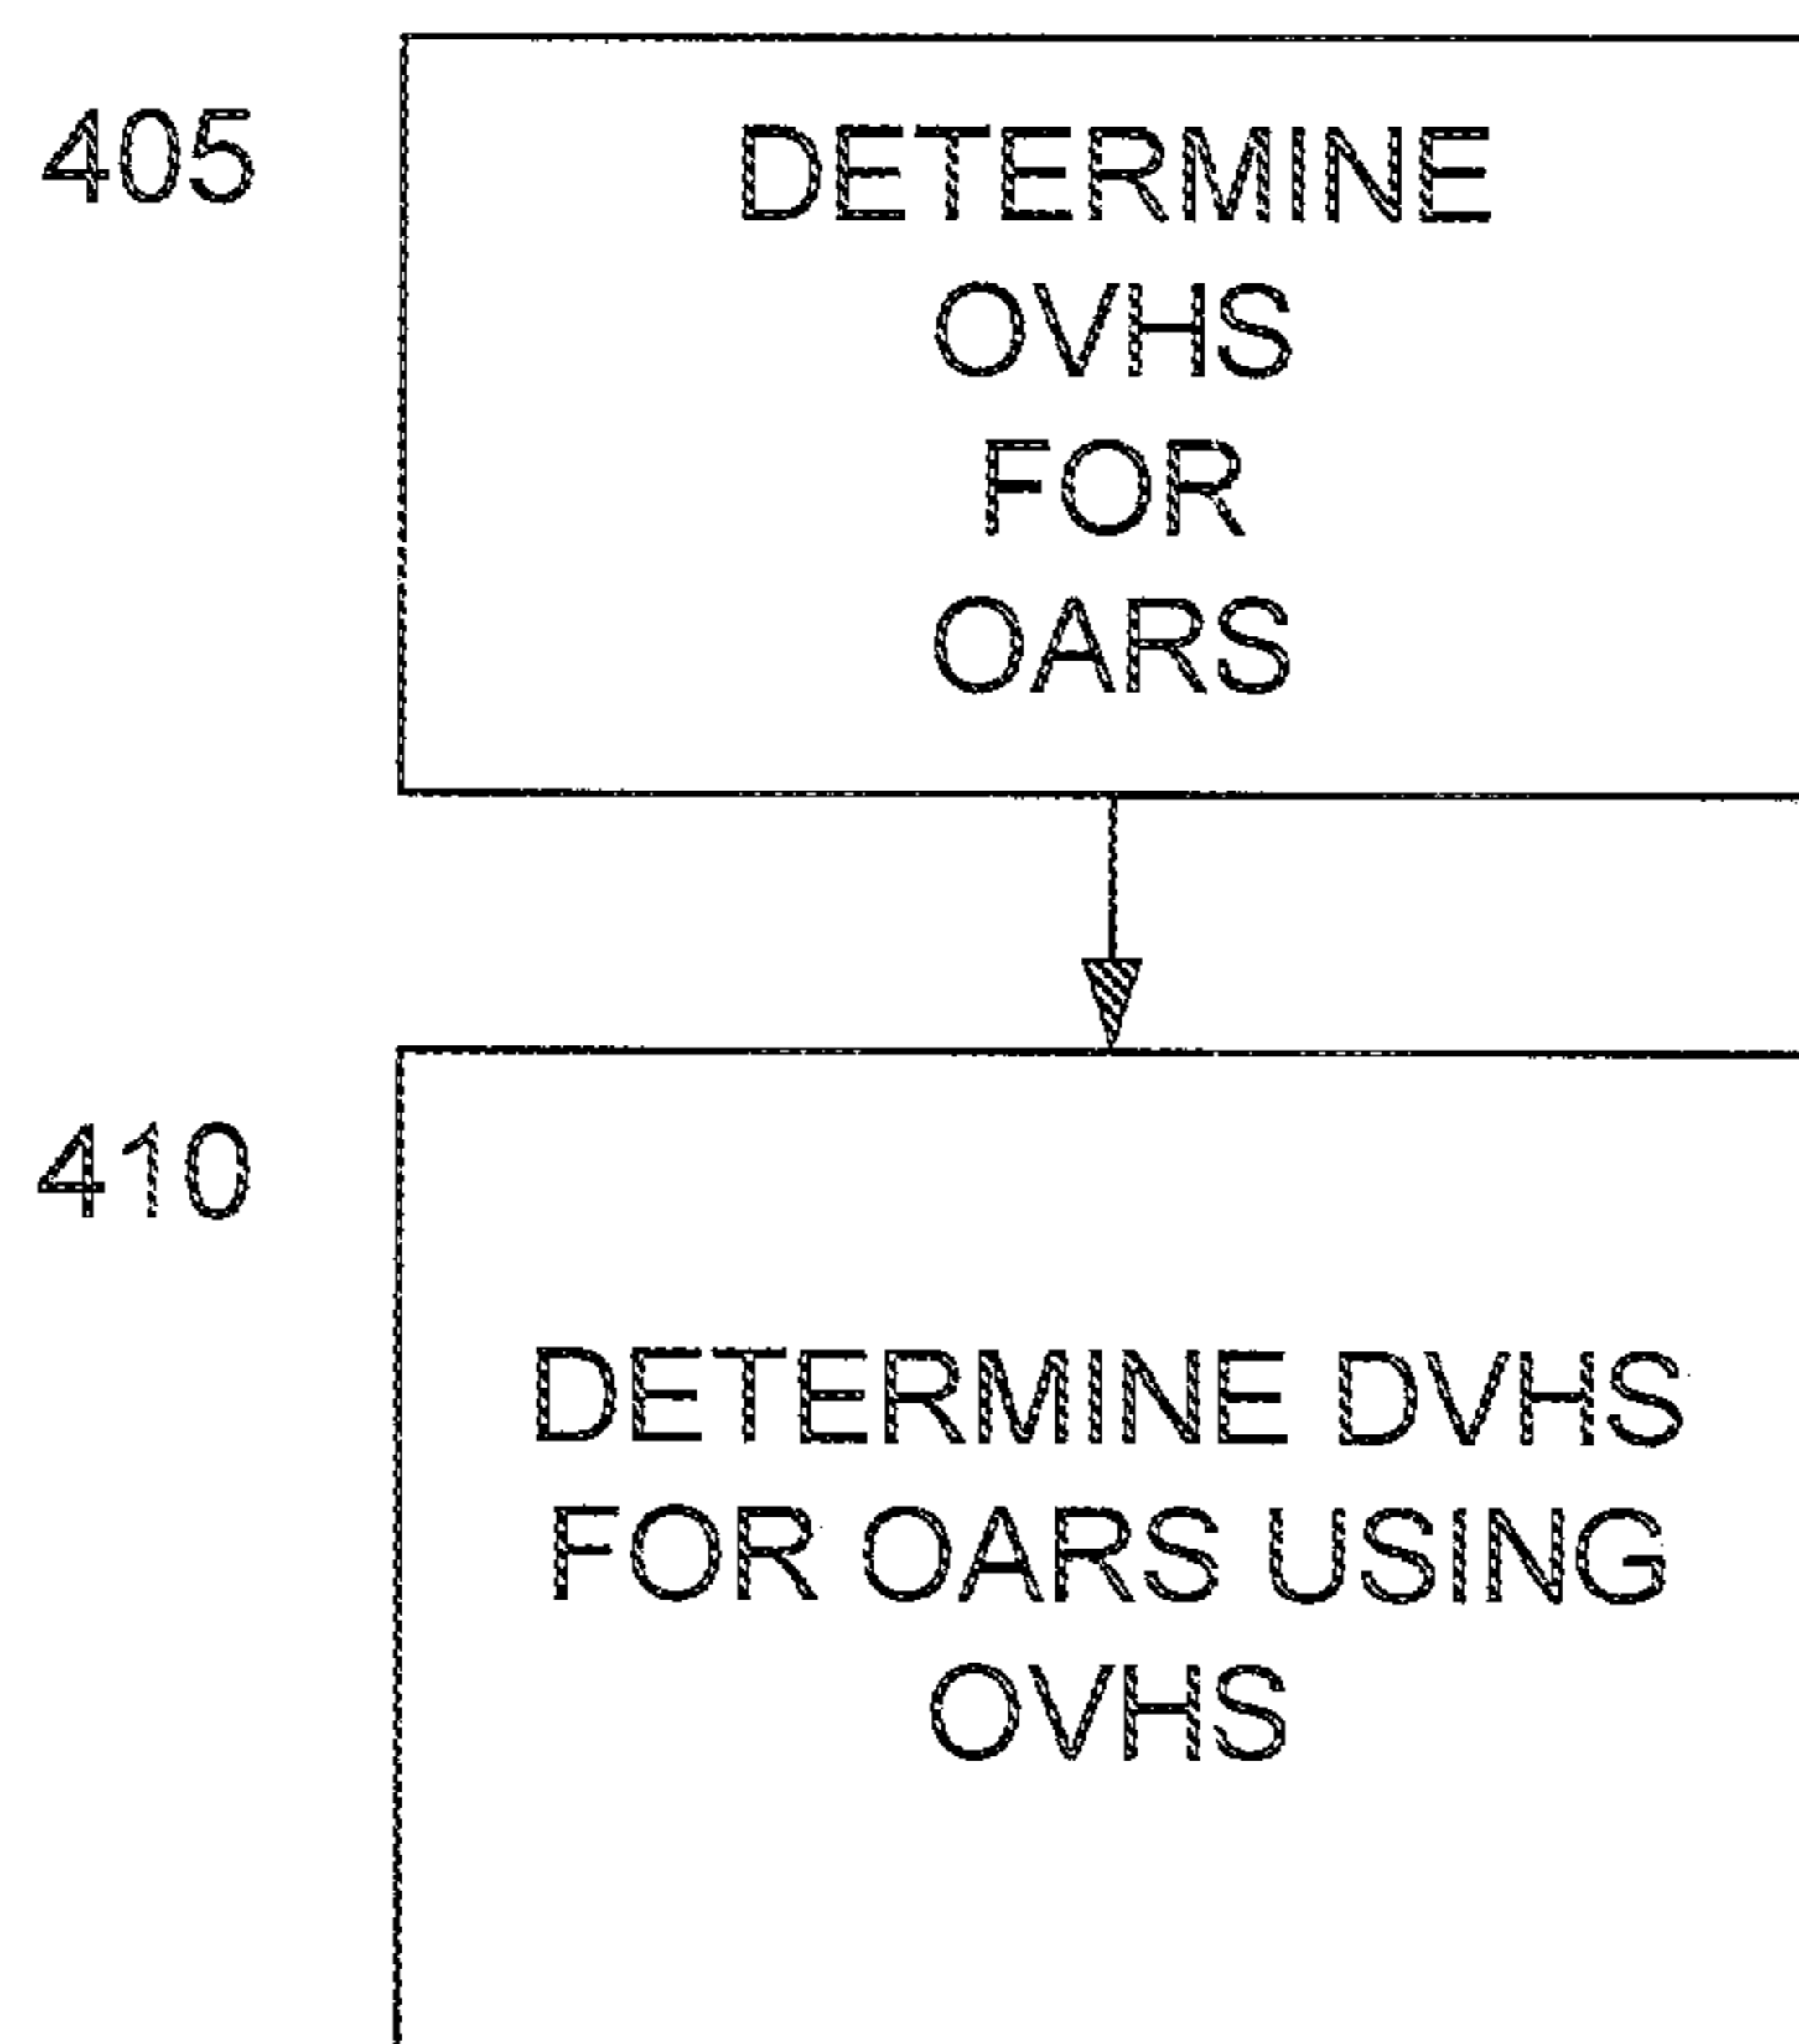 405
DETERMINE
OVHS
FOR
OARS
410
DETERMINE DVHS
FOR OARS USING
OVHS